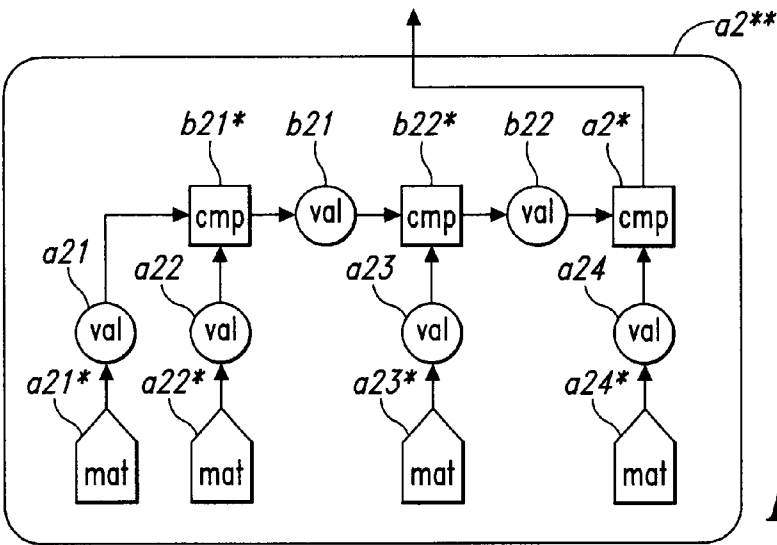 a2**
b21* b21 b22* b22 a2*
cmp val cmp val cmp
a21 a22 a23 a24
val val val val
a21* a22* a23* a24*
mat mat mat mat